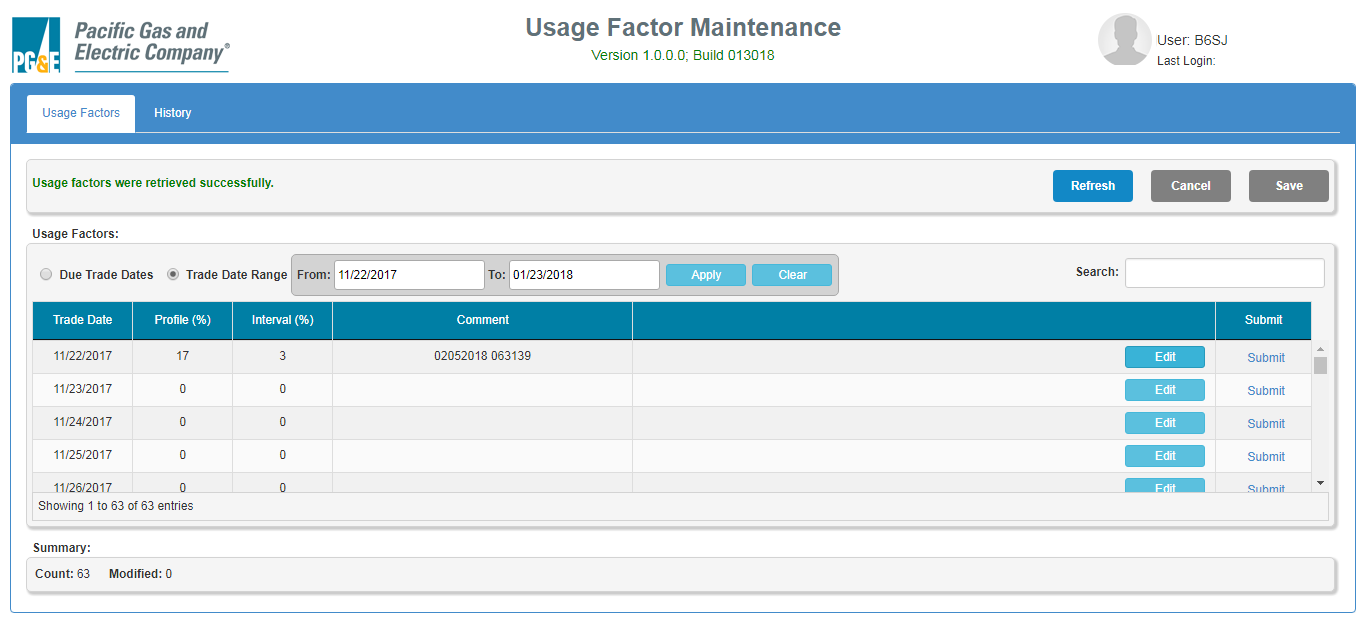 PG&E Pacific Gas and
Electric Company®
Usage Factor Maintenance
Version 1.0.0.0; Build 013018
User: B6SJ
Last Login:
Usage Factors History
Usage factors were retrieved successfully. Refresh Cancel Save
Usage Factors:
Due Trade Dates Trade Date Range From: 11/22/2017 To: 01/23/2018 Apply Clear Search:
Trade Date Profile (%) Interval (%) Comment Submit
11/22/2017 17 3 02052018 063139 Edit Submit
11/23/2017 0 0 Edit Submit
11/24/2017 0 0 Edit Submit
11/25/2017 0 0 Edit Submit
11/26/2017 0 0 Edit Submit
Showing 1 to 63 of 63 entries
Summary:
Count: 63 Modified: 0